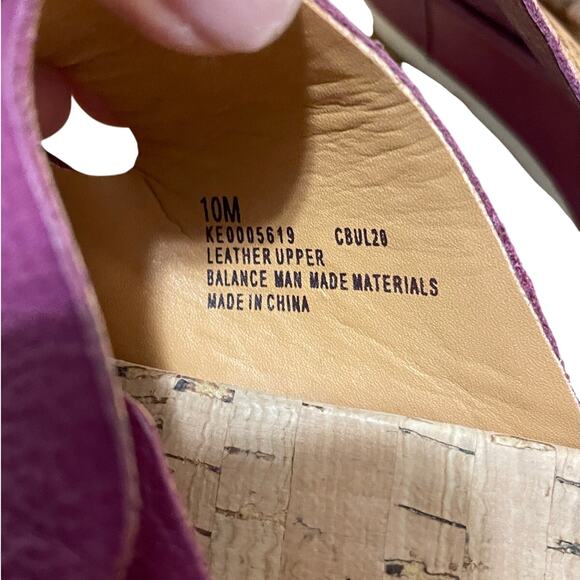 10M
KE0005619 CBUL20
LEATHER UPPER
BALANCE MAN MADE MATERIALS
MADE IN CHINA